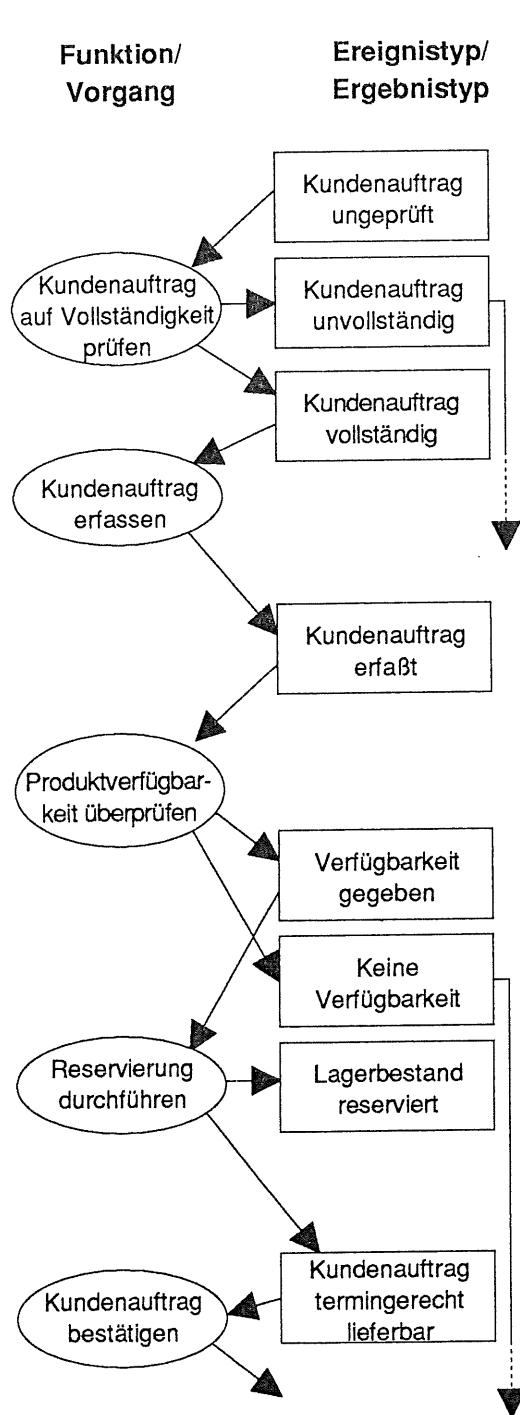 Funktion/
Vorgang
Ereignistyp/
Ergebnistyp
Kundenauftrag
ungeprüft
Kundenauftrag
auf Vollständigkeit
prüfen
Kundenauftrag
unvollständig
Kundenauftrag
vollständig
Kundenauftrag
erfassen
Kundenauftrag
erfaßt
Produktverfügbar-
keit überprüfen
Verfügbarkeit
gegeben
Keine
Verfügbarkeit
Reservierung
durchführen
Lagerbestand
reserviert
Kundenauftrag
termingerecht
lieferbar
Kundenauftrag
bestätigen